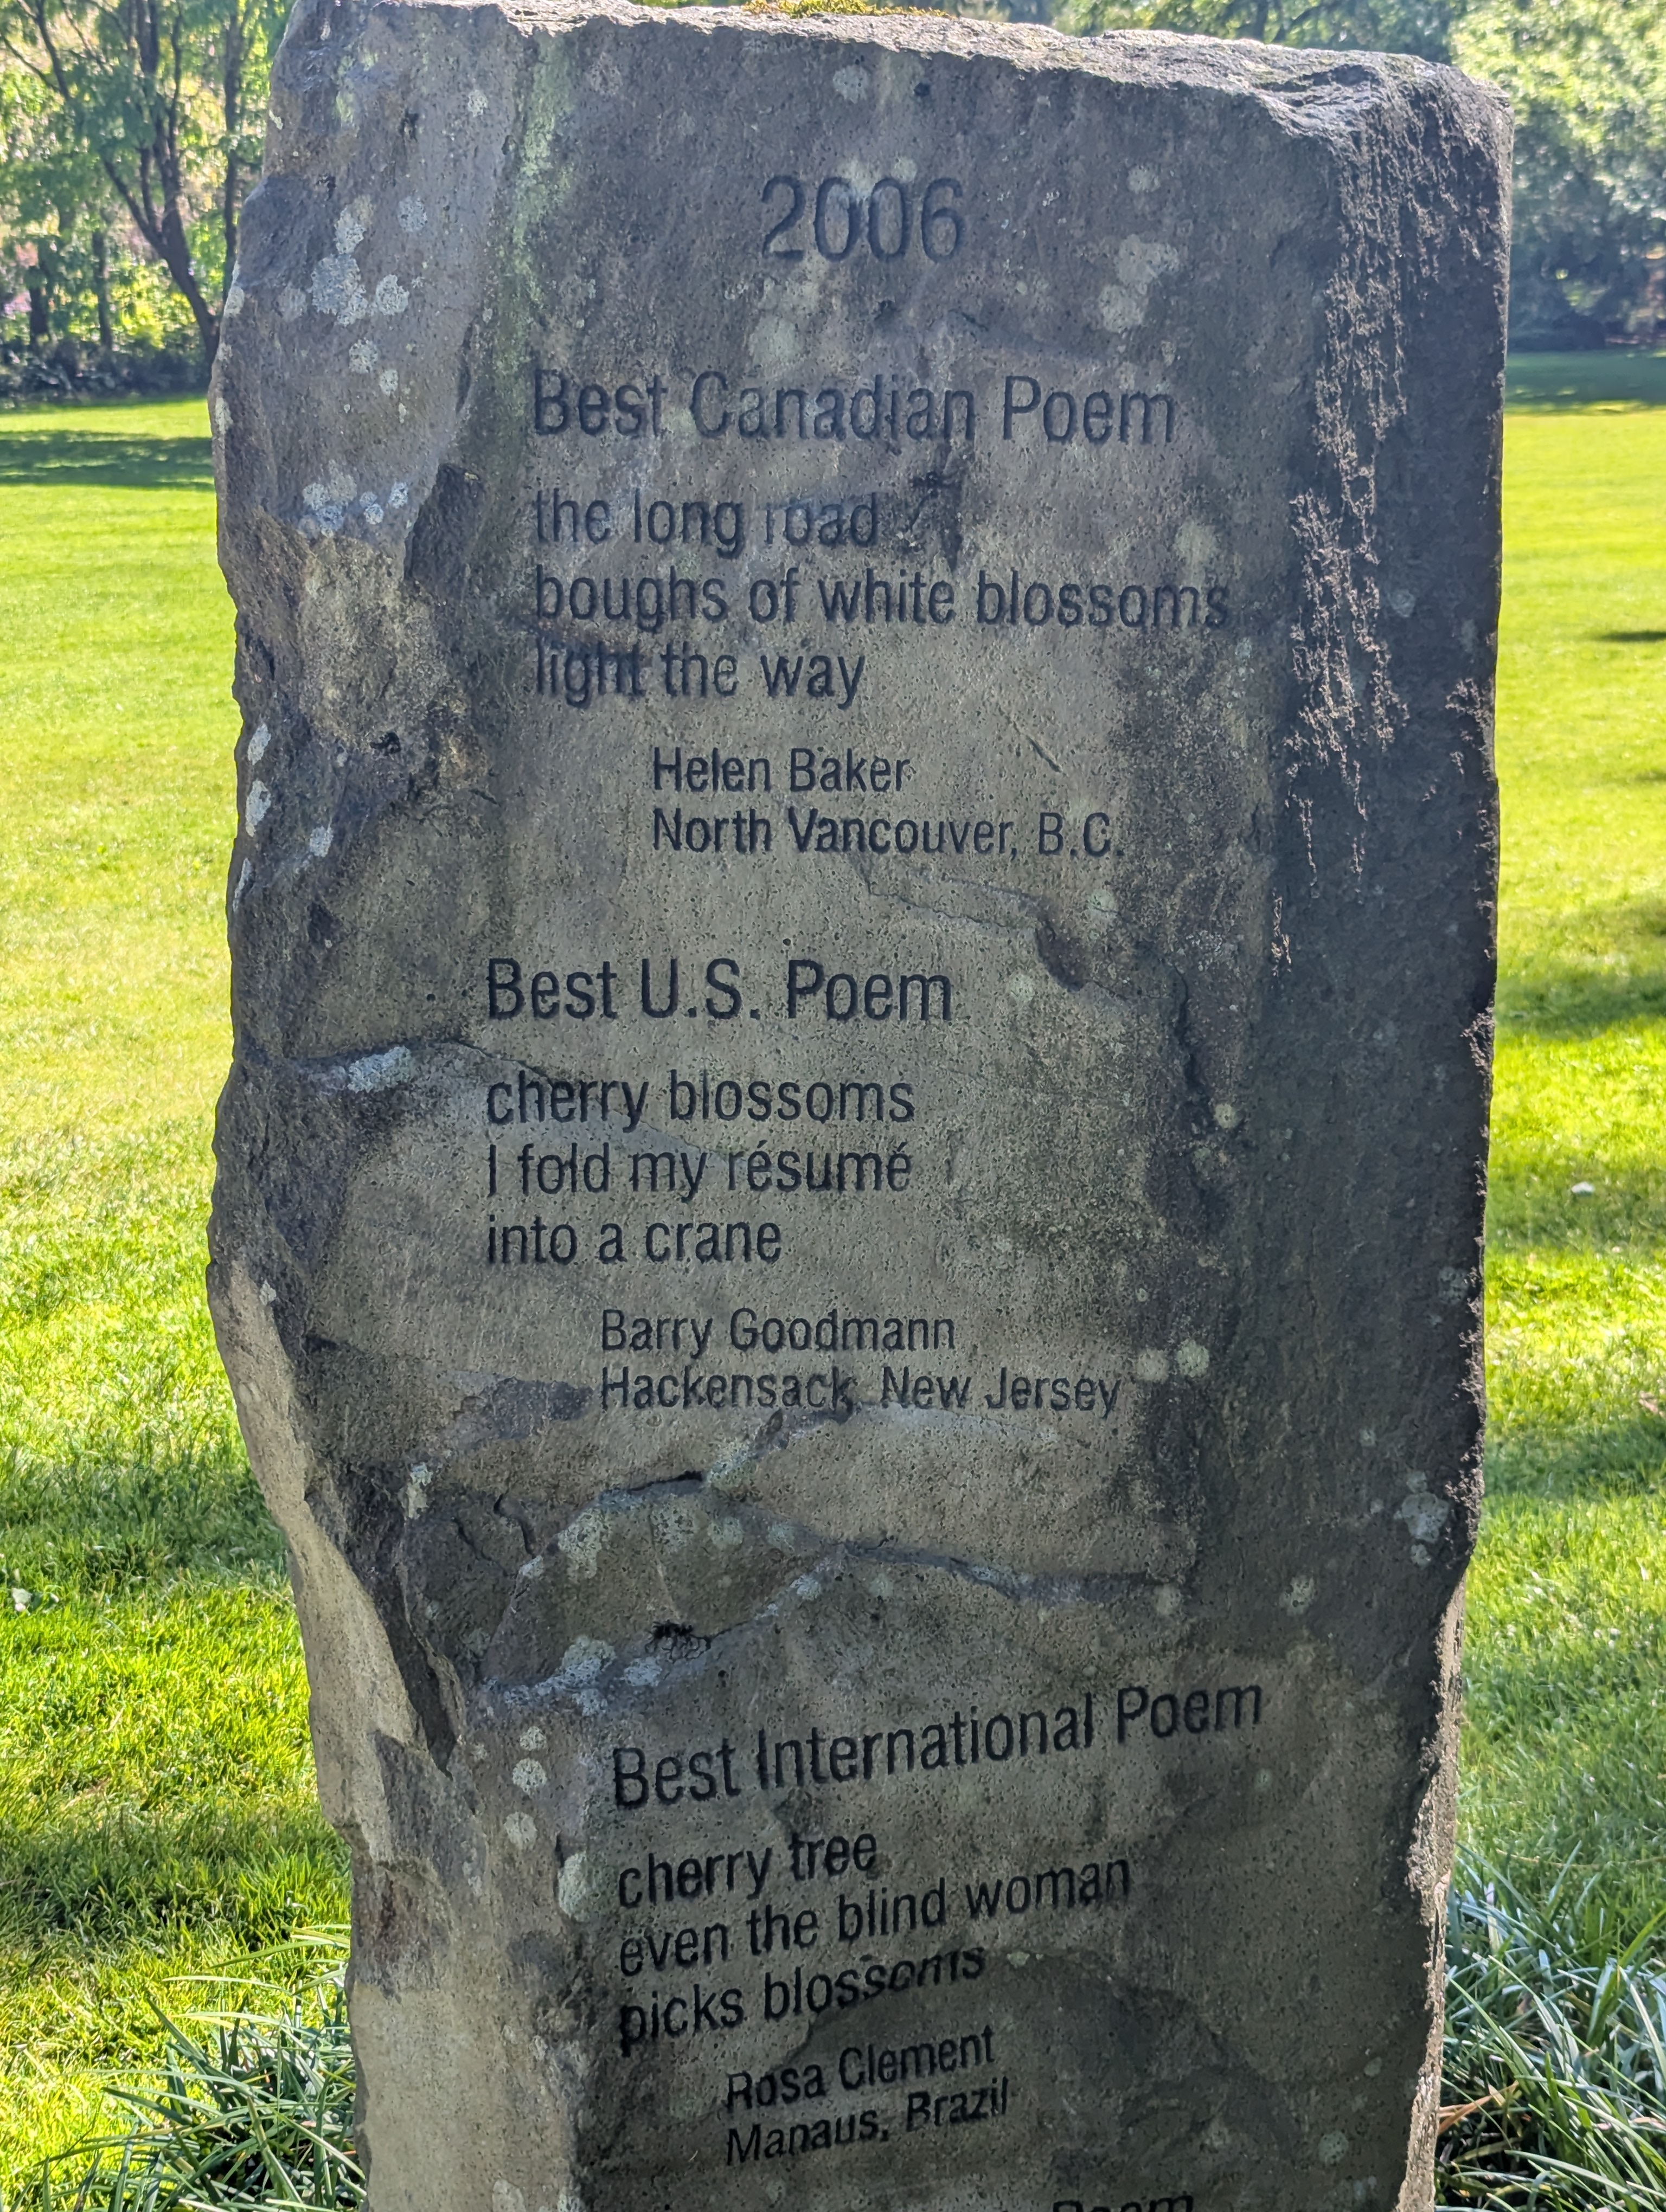 2006
Best Canadian Poem
the long road
boughs of white blossoms
light the way
Helen Baker
North Vancouver, B.C.
Best U.S. Poem
cherry blossoms
I fold my résumé
into a crane
Barry Goodmann
Hackensack, New Jersey
Best International Poem
cherry tree
even the blind woman
picks blossoms
Rosa Clement
Manaus, Brazil
Poem